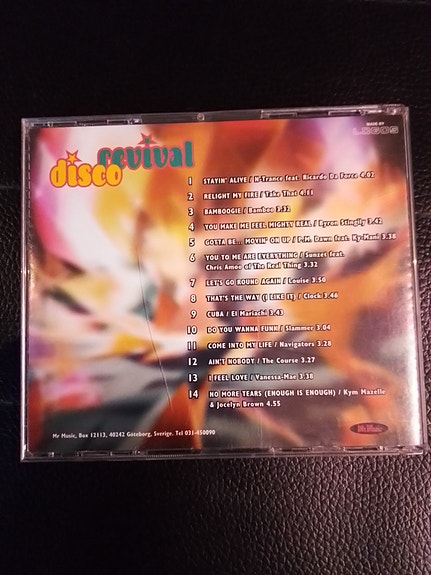 disco
revival
MADE BY
LOGOS
1 STAYIN' ALIVE / N'Trance feat. Ricardo Da Force 4.02
2 RELIGHT MY FIRE / Take That 4.11
3 BAMBOOGIE / Bamboo 3.32
4 YOU MAKE ME FEEL MIGHTY REAL / Byron Stingily 3.42
5 GOTTA BE.. MOVIN' ON UP / P.M Dawn feat. Ky-Mani 3.38
6 YOU TO ME ARE EVERYTHING / Sunzet feat.
Chris Amoo of The Real Thing 3.32
7 LET'S GO ROUND AGAIN / Louise 3.50
8 THAT'S THE WAY (I LIKE IT) / Clock 3.46
9 CUBA / El Mariachi 3.43
10 DO YOU WANNA FUNK / Slammer 3.04
11 COME INTO MY LIFE / Navigators 3.28
12 AIN'T NOBODY / The Course 3.27
13 I FEEL LOVE / Vanessa-Mae 3.38
14 NO MORE TEARS (ENOUGH IS ENOUGH) / Kym Mazelle
& Jocelyn Brown 4.55
Mr Music, Box 12113, 40242 Göteborg, Sverige. Tel 031-450090
Mr Music